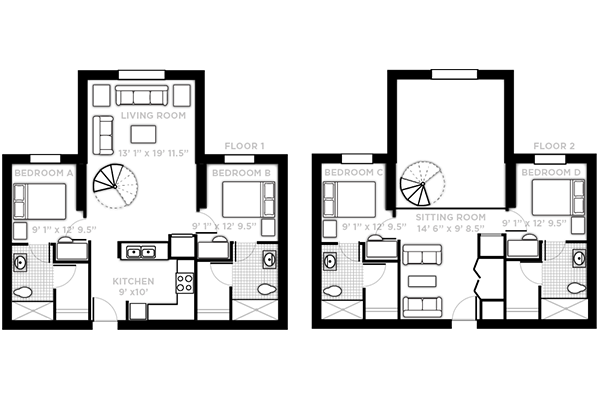 LIVING ROOM
13' 1" x 19' 11.5"
FLOOR 1
BEDROOM A
9' 1" x 12' 9.5"
BEDROOM B
9' 1" x 12' 9.5"
KITCHEN
9' x10'
FLOOR 2
BEDROOM C
9' 1" x 12' 9.5"
BEDROOM D
9' 1" x 12' 9.5"
SITTING ROOM
14' 6" x 9' 8.5"